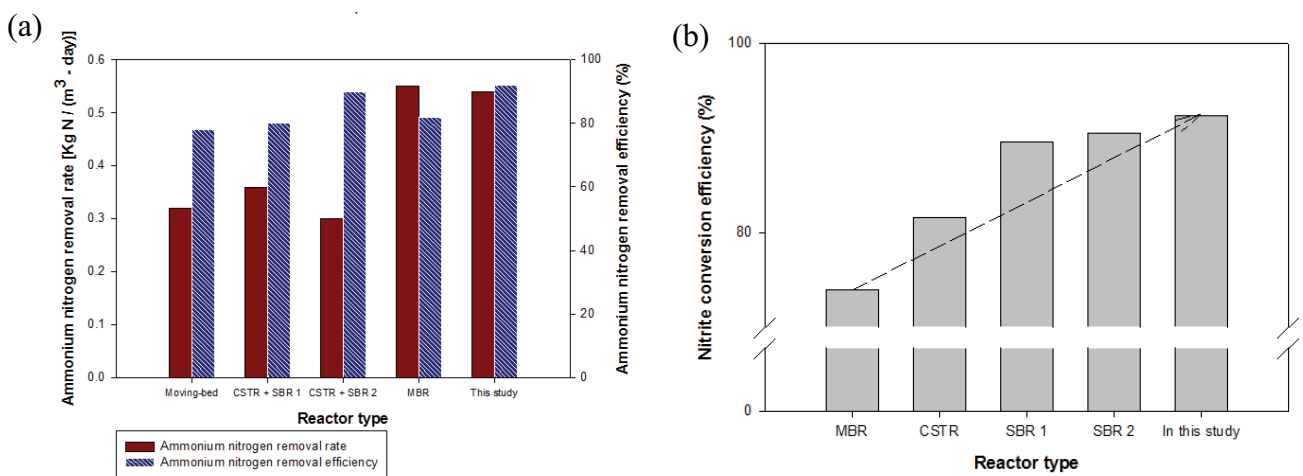 (a)
Ammonium nitrogen removal rate [Kg N / (m³ - day)]
0.6
0.5
0.4
0.3
0.2
0.1
0.0
100
80
60
40
20
0
Ammonium nitrogen removal efficiency (%)
Moving-bed CSTR + SBR 1 CSTR + SBR 2 MBR This study
Reactor type
Ammonium nitrogen removal rate
Ammonium nitrogen removal efficiency
(b)
Nitrite conversion efficiency (%)
100
80
0
MBR CSTR SBR 1 SBR 2 In this study
Reactor type